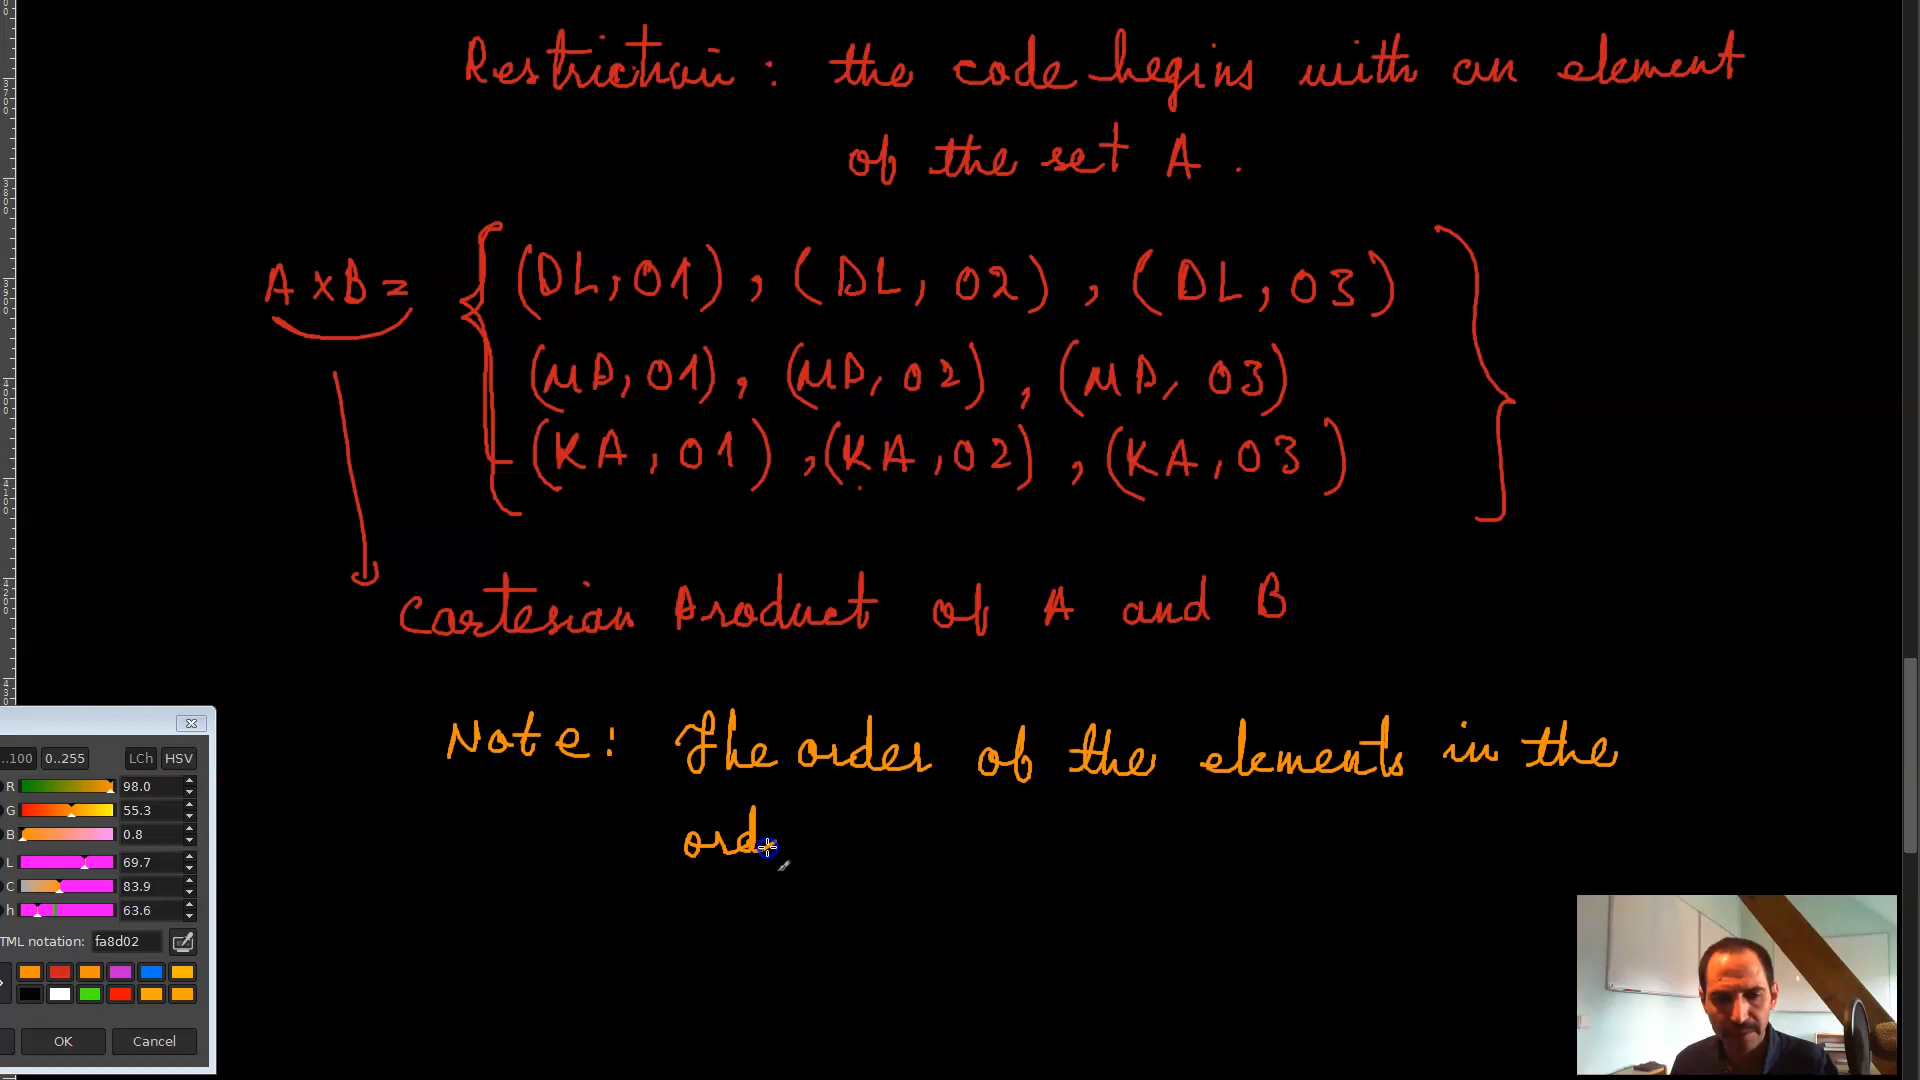 Restriction: the code begins with an element
of the set A.
A×B= {(DL,01), (DL, 02), (DL, 03)
(MP,01), (MP, 02), (MP, 03)
(KA, 01), (KA, 02), (KA, 03)}
Cartesian Product of A and B
Note: The order of the elements in the
ord
..100 0..255 LCh HSV
R 98.0
G 55.3
B 0.8
L 69.7
C 83.9
h 63.6
TML notation: fa8d02
OK Cancel